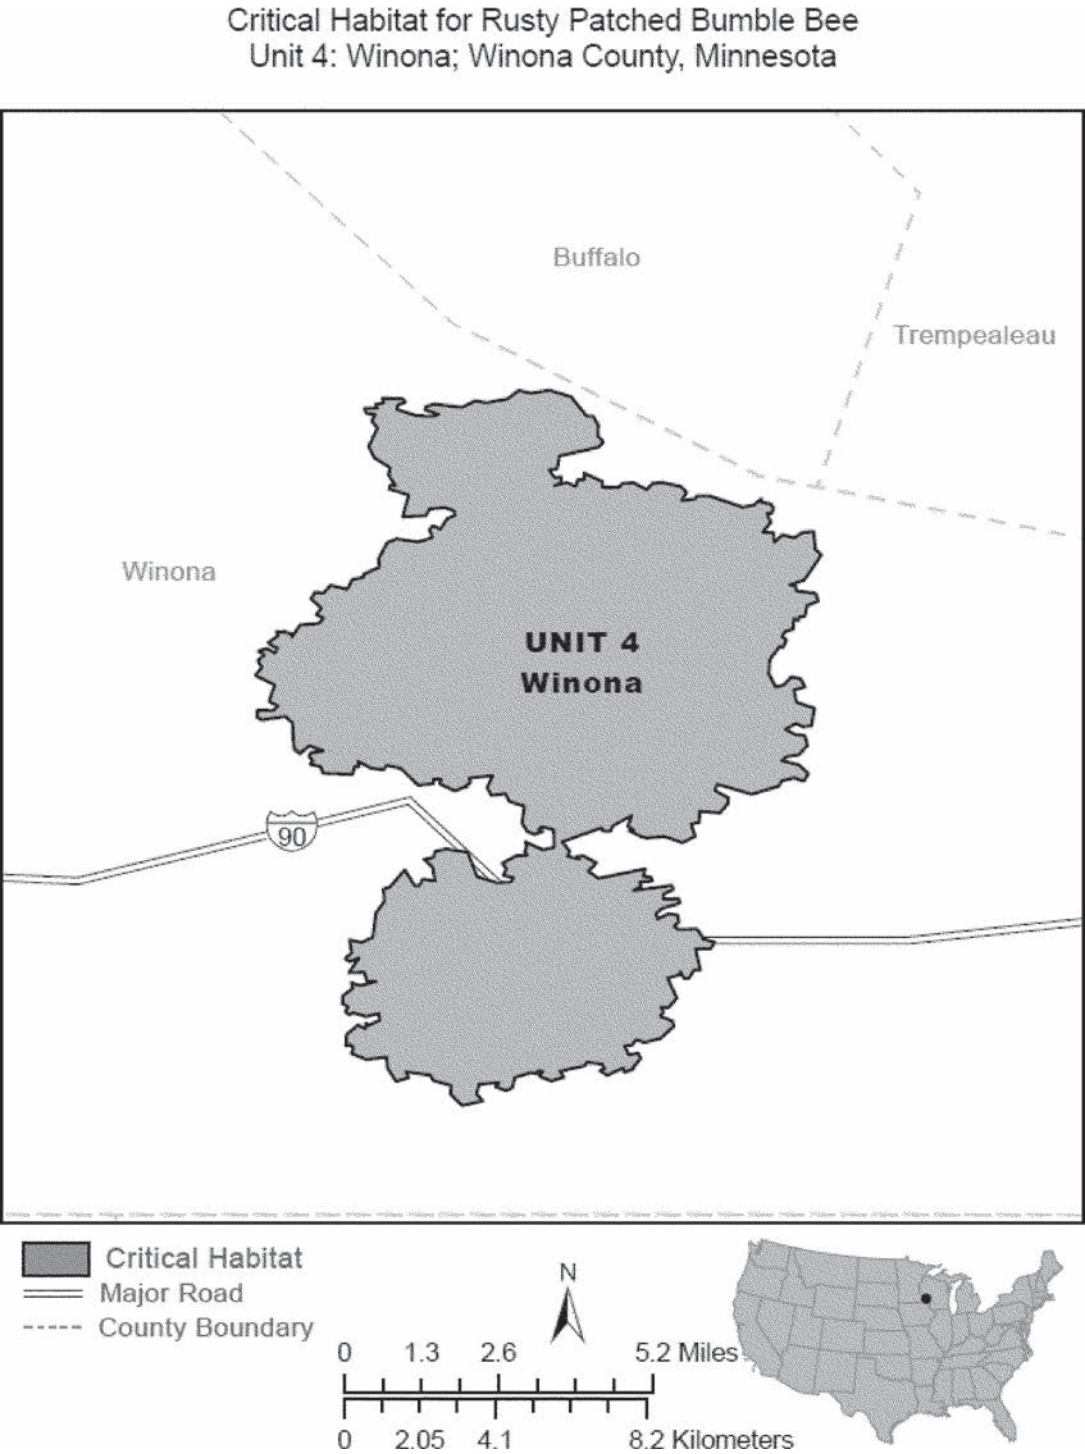 Critical Habitat for Rusty Patched Bumble Bee
Unit 4: Winona; Winona County, Minnesota
Buffalo
Trempealeau
Winona
UNIT 4
Winona
90
Critical Habitat
Major Road
County Boundary
N
0 1.3 2.6 5.2 Miles
0 2.05 4.1 8.2 Kilometers